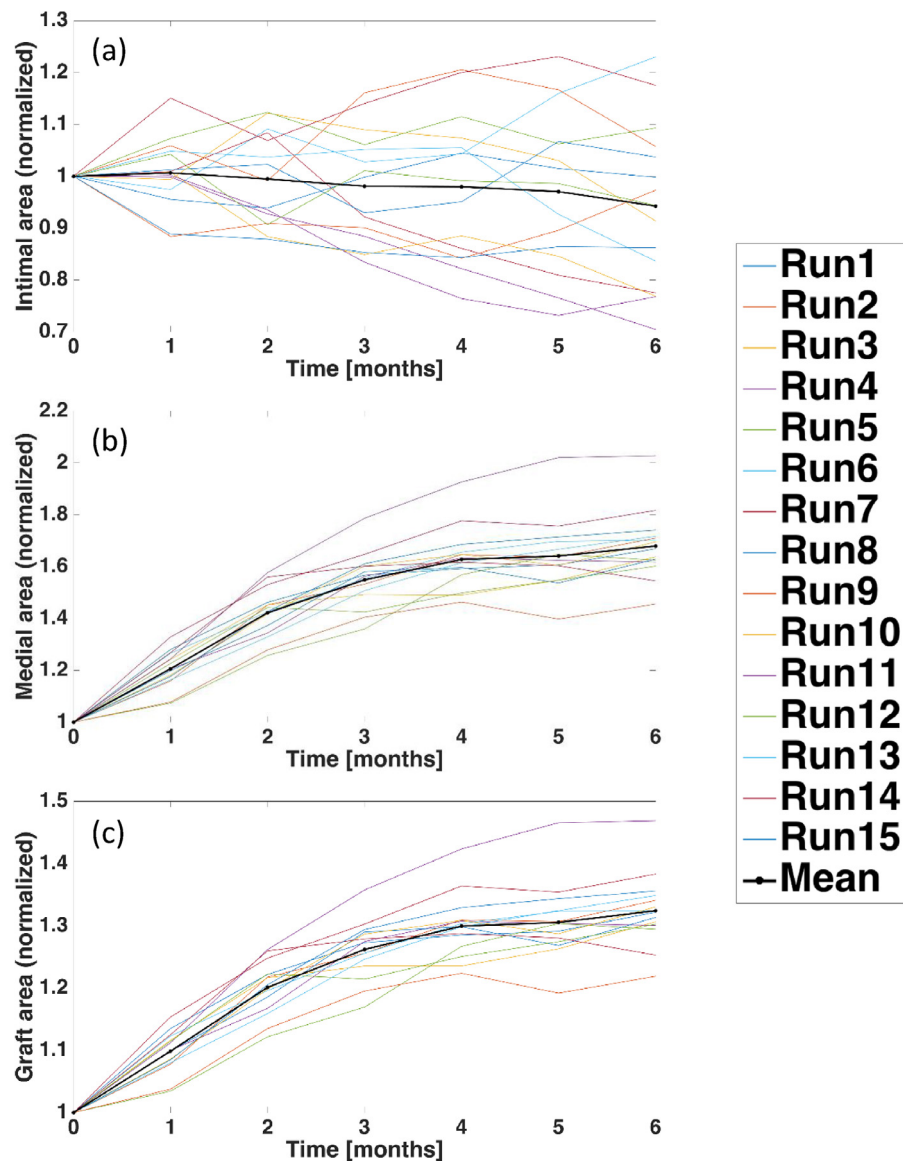 (a)
Intimal area (normalized)
1.3
1.2
1.1
1
0.9
0.8
0.7
0 1 2 3 4 5 6
Time [months]
(b)
Medial area (normalized)
2.2
2
1.8
1.6
1.4
1.2
1
0 1 2 3 4 5 6
Time [months]
(c)
Graft area (normalized)
1.5
1.4
1.3
1.2
1.1
1
0 1 2 3 4 5 6
Time [months]
Run1
Run2
Run3
Run4
Run5
Run6
Run7
Run8
Run9
Run10
Run11
Run12
Run13
Run14
Run15
Mean